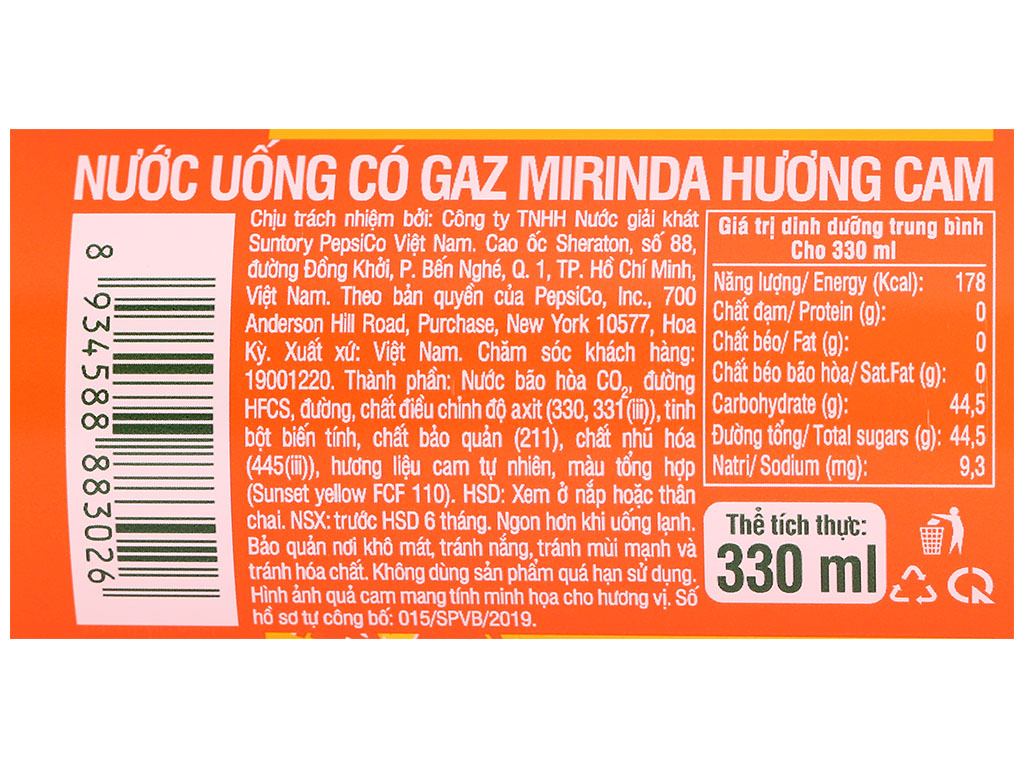 NƯỚC UỐNG CÓ GAZ MIRINDA HƯƠNG CAM
8 934588 883026
Chịu trách nhiệm bởi: Công ty TNHH Nước giải khát
Suntory PepsiCo Việt Nam. Cao ốc Sheraton, số 88,
đường Đồng Khởi, P. Bến Nghé, Q. 1, TP. Hồ Chí Minh,
Việt Nam. Theo bản quyền của PepsiCo, Inc., 700
Anderson Hill Road, Purchase, New York 10577, Hoa
Kỳ. Xuất xứ: Việt Nam. Chăm sóc khách hàng:
19001220. Thành phần: Nước bão hòa CO₂, đường
HFCS, đường, chất điều chỉnh độ axit (330, 331(iii)), tinh
bột biến tính, chất bảo quản (211), chất nhũ hóa
(445(iii)), hương liệu cam tự nhiên, màu tổng hợp
(Sunset yellow FCF 110). HSD: Xem ở nắp hoặc thân
chai. NSX: trước HSD 6 tháng. Ngon hơn khi uống lạnh.
Bảo quản nơi khô mát, tránh nắng, tránh mùi mạnh và
tránh hóa chất. Không dùng sản phẩm quá hạn sử dụng.
Hình ảnh quả cam mang tính minh họa cho hương vị. Số
hồ sơ tự công bố: 015/SPVB/2019.
Giá trị dinh dưỡng trung bình
Cho 330 ml
Năng lượng/ Energy (Kcal): 178
Chất đạm/ Protein (g): 0
Chất béo/ Fat (g): 0
Chất béo bão hòa/ Sat.Fat (g): 0
Carbohydrate (g): 44,5
Đường tổng/ Total sugars (g): 44,5
Natri/ Sodium (mg): 9,3
Thể tích thực:
330 ml